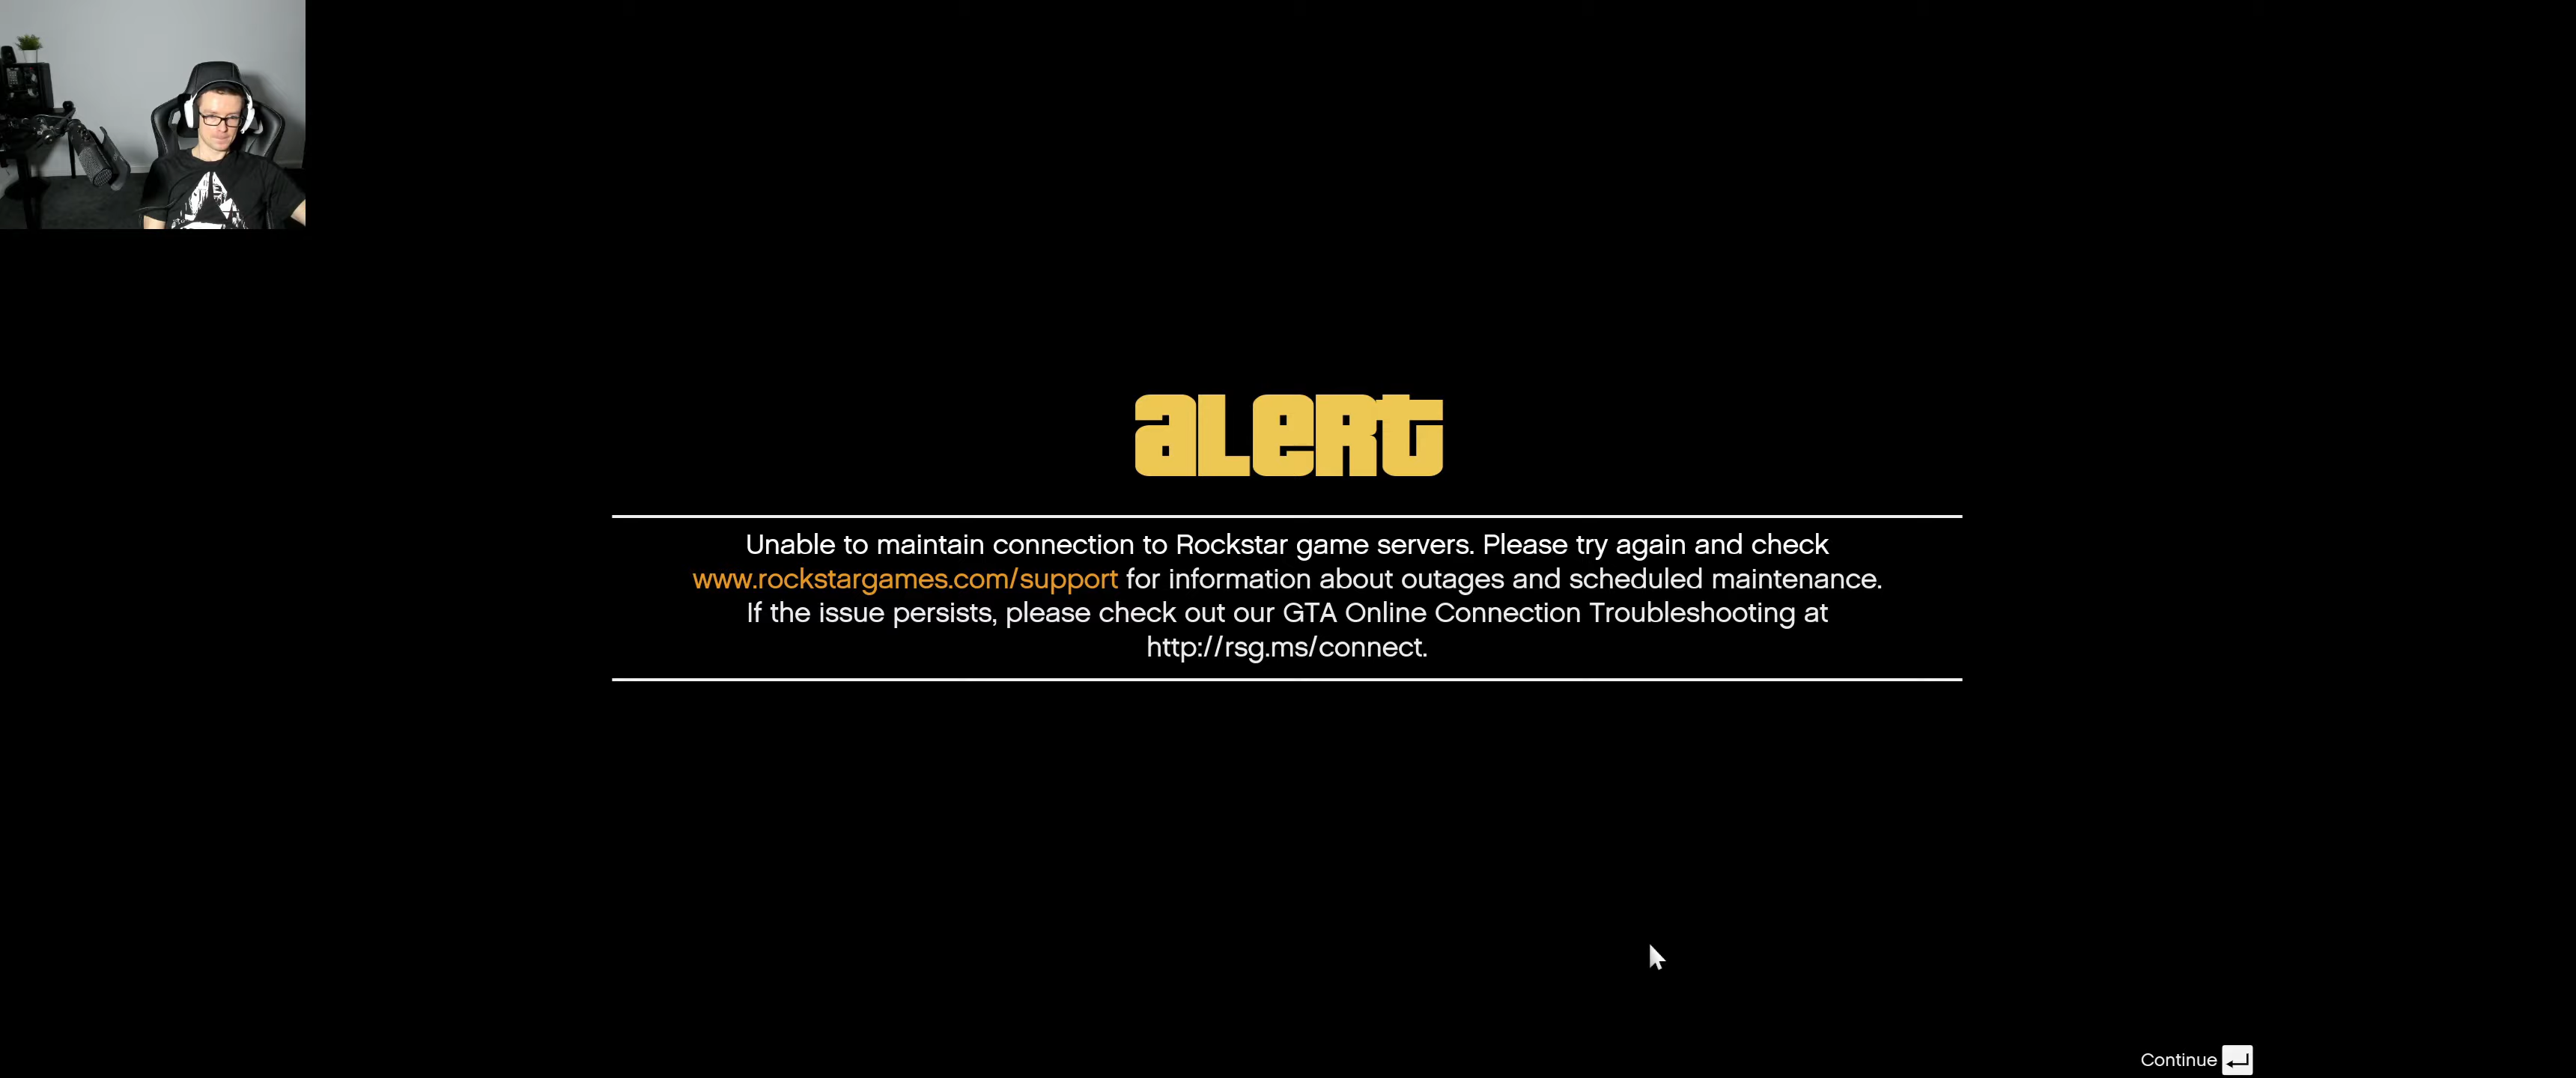 aLeRt
Unable to maintain connection to Rockstar game servers. Please try again and check
www.rockstargames.com/support for information about outages and scheduled maintenance.
If the issue persists, please check out our GTA Online Connection Troubleshooting at
http://rsg.ms/connect.
Continue